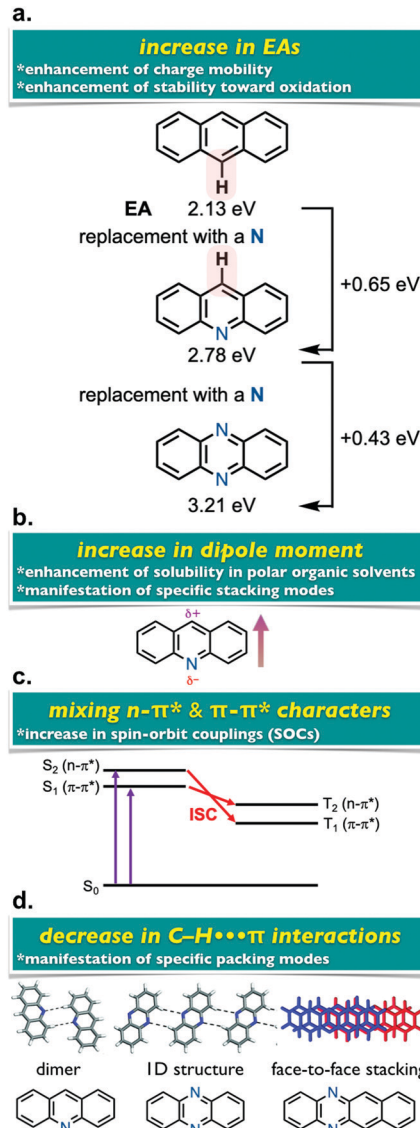 a.
increase in EAs
*enhancement of charge mobility
*enhancement of stability toward oxidation
H
EA 2.13 eV
replacement with a N
H
+0.65 eV
N
2.78 eV
replacement with a N
N
+0.43 eV
N
3.21 eV
b.
increase in dipole moment
*enhancement of solubility in polar organic solvents
*manifestation of specific stacking modes
δ+
N
δ−
c.
mixing n-π* & π-π* characters
*increase in spin-orbit couplings (SOCs)
S₂ (n-π*)
S₁ (π-π*)
T₂ (n-π*)
ISC
T₁ (π-π*)
S₀
d.
decrease in C–H•••π interactions
*manifestation of specific packing modes
dimer 1D structure face-to-face stacking
N N
N N N